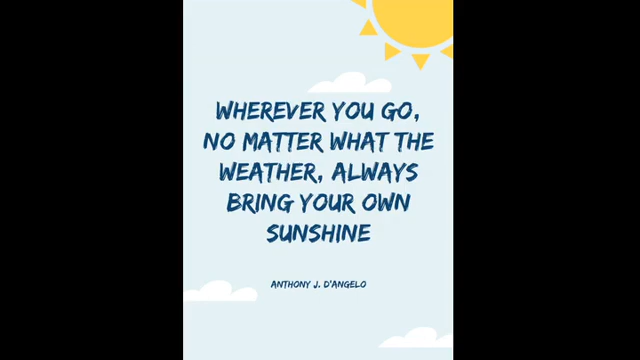 WHEREVER YOU GO,
NO MATTER WHAT THE
WEATHER, ALWAYS
BRING YOUR OWN
SUNSHINE
ANTHONY J. D'ANGELO